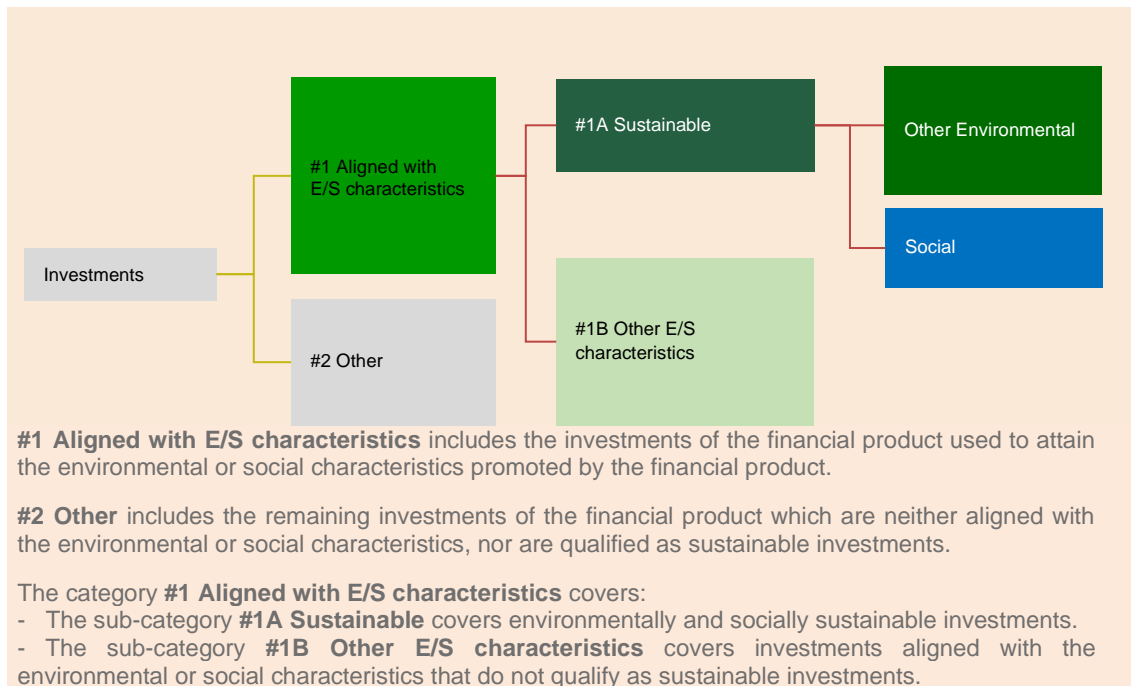 #1A Sustainable
Other Environmental
#1 Aligned with
E/S characteristics
Social
Investments
#1B Other E/S
characteristics
#2 Other
#1 Aligned with E/S characteristics includes the investments of the financial product used to attain
the environmental or social characteristics promoted by the financial product.
#2 Other includes the remaining investments of the financial product which are neither aligned with
the environmental or social characteristics, nor are qualified as sustainable investments.
The category #1 Aligned with E/S characteristics covers:
- The sub-category #1A Sustainable covers environmentally and socially sustainable investments.
- The sub-category #1B Other E/S characteristics covers investments aligned with the
environmental or social characteristics that do not qualify as sustainable investments.